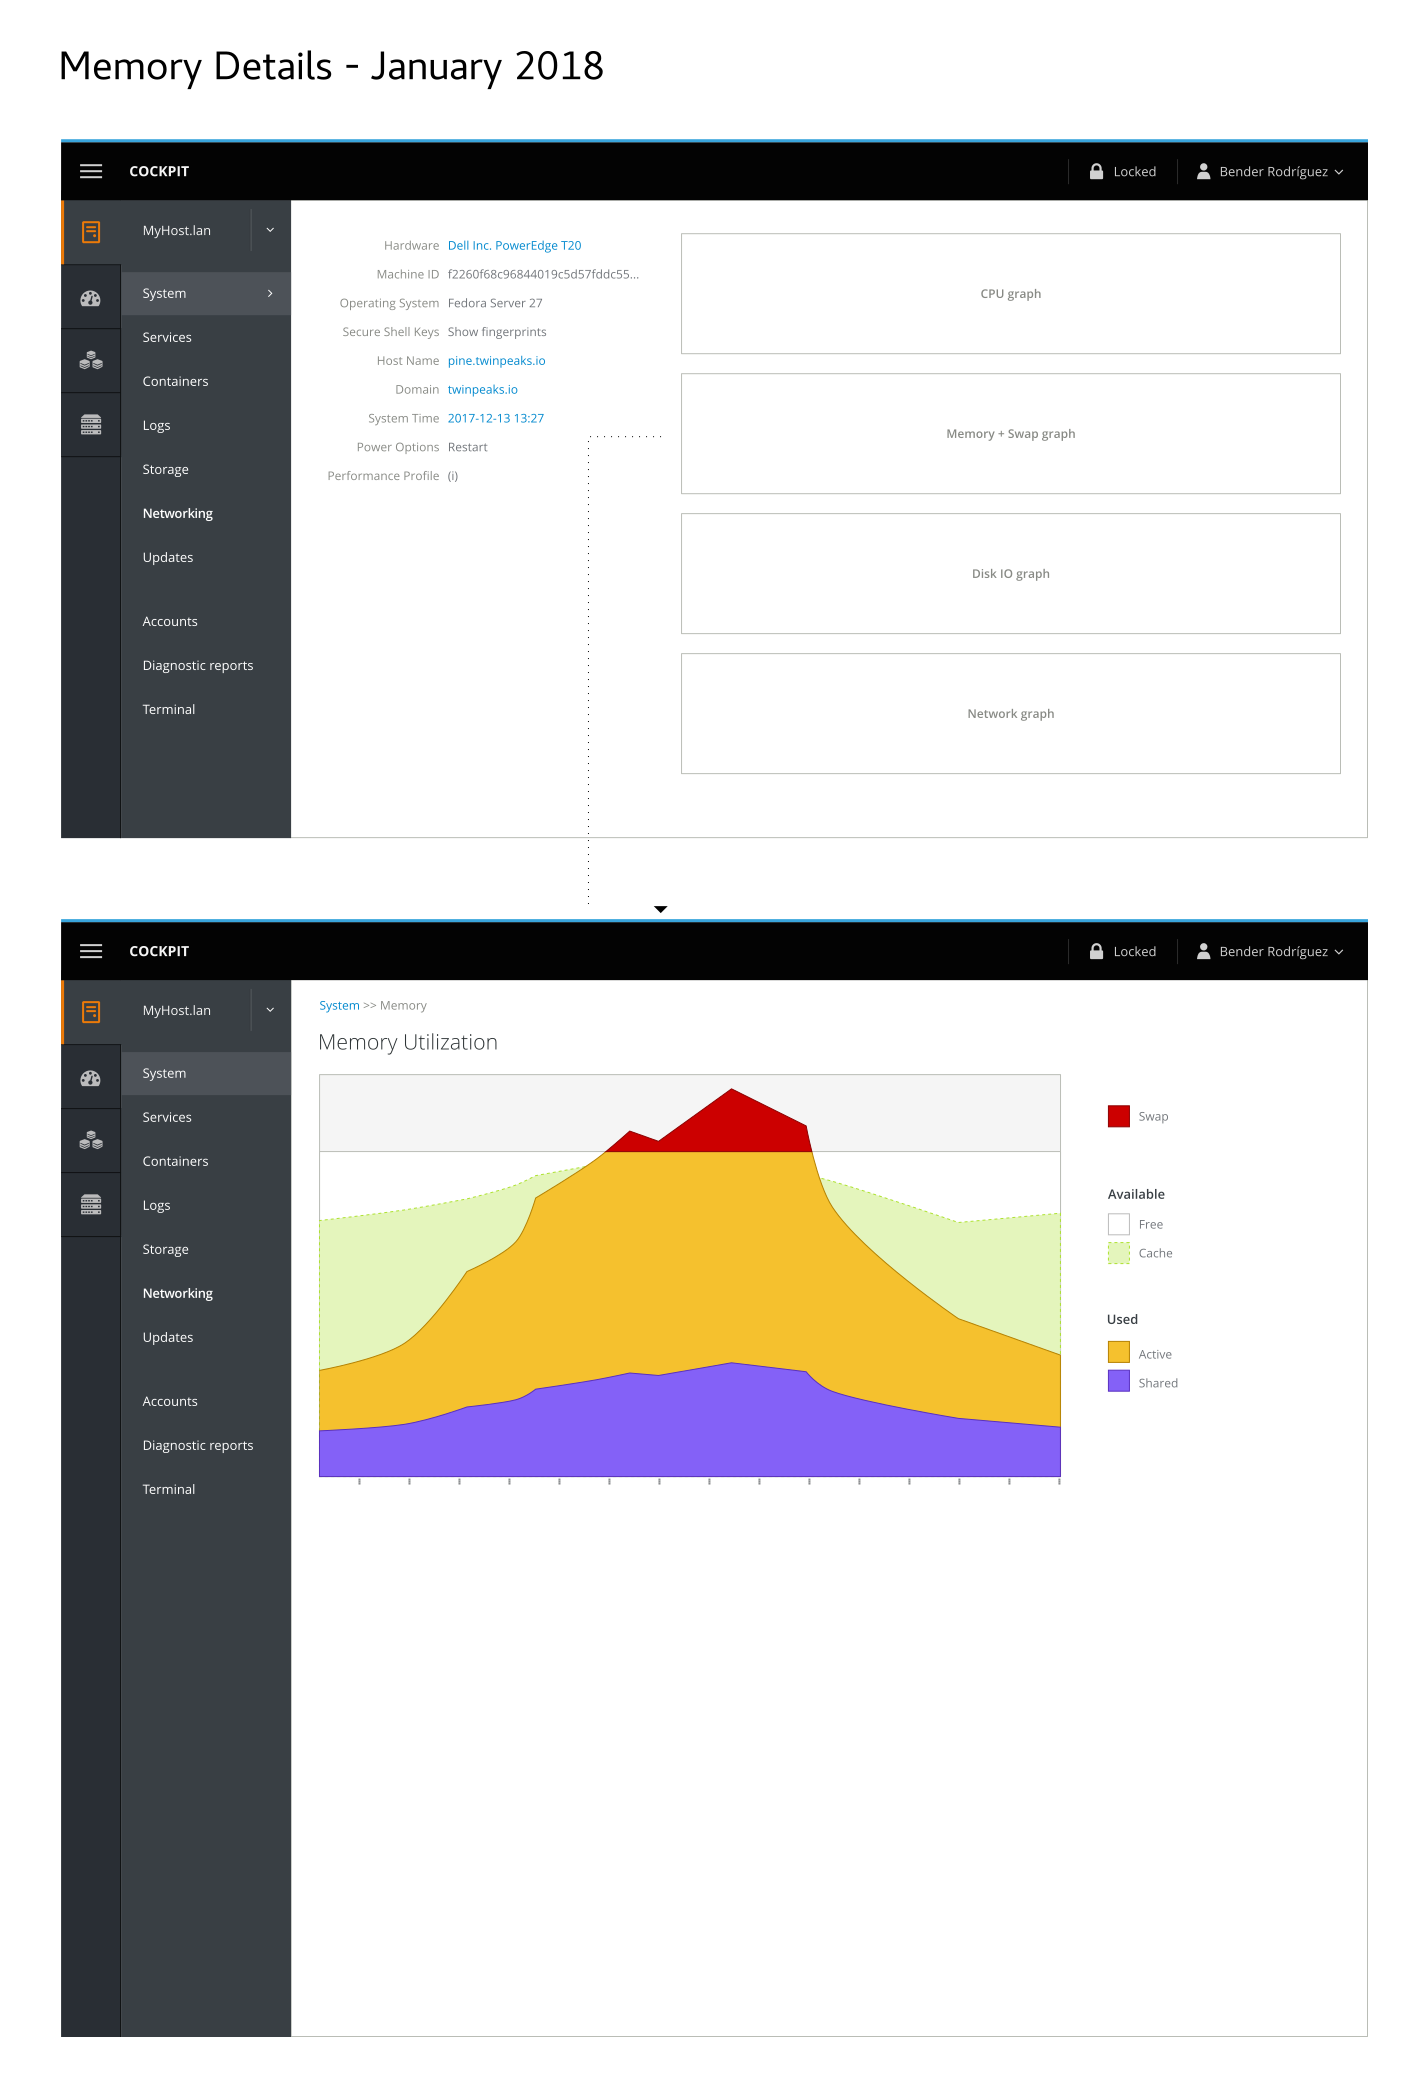 Memory Details - January 2018
COCKPIT
Locked
Bender Rodríguez
MyHost.lan
System
Services
Containers
Logs
Storage
Networking
Updates
Accounts
Diagnostic reports
Terminal
Hardware Dell Inc. PowerEdge T20
Machine ID f2260f68c96844019c5d57fddc55...
Operating System Fedora Server 27
Secure Shell Keys Show fingerprints
Host Name pine.twinpeaks.io
Domain twinpeaks.io
System Time 2017-12-13 13:27
Power Options Restart
Performance Profile (i)
CPU graph
Memory + Swap graph
Disk IO graph
Network graph
COCKPIT
Locked
Bender Rodríguez
MyHost.lan
System
Services
Containers
Logs
Storage
Networking
Updates
Accounts
Diagnostic reports
Terminal
System >> Memory
Memory Utilization
Swap
Available
Free
Cache
Used
Active
Shared